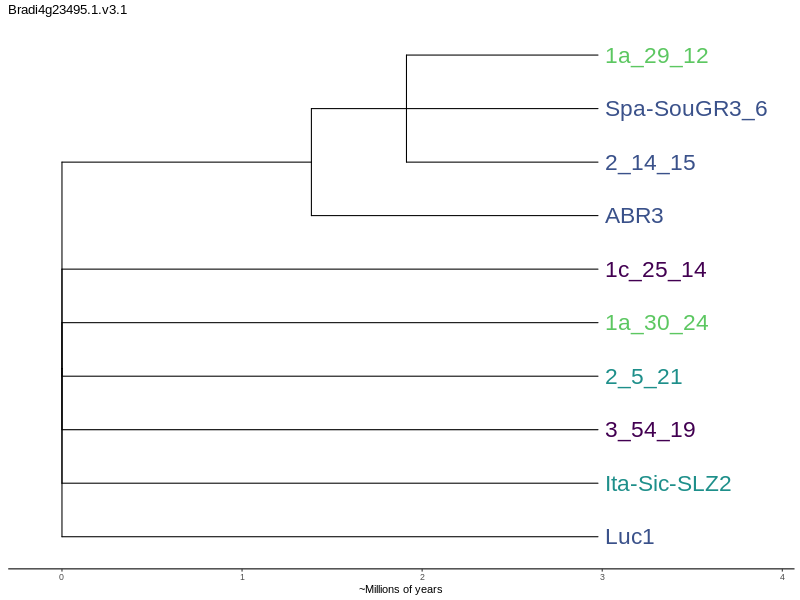 Bradi4g23495.1.v3.1
1a_29_12
Spa-SouGR3_6
2_14_15
ABR3
1c_25_14
1a_30_24
2_5_21
3_54_19
Ita-Sic-SLZ2
Luc1
0 1 2 3 4
~Millions of years